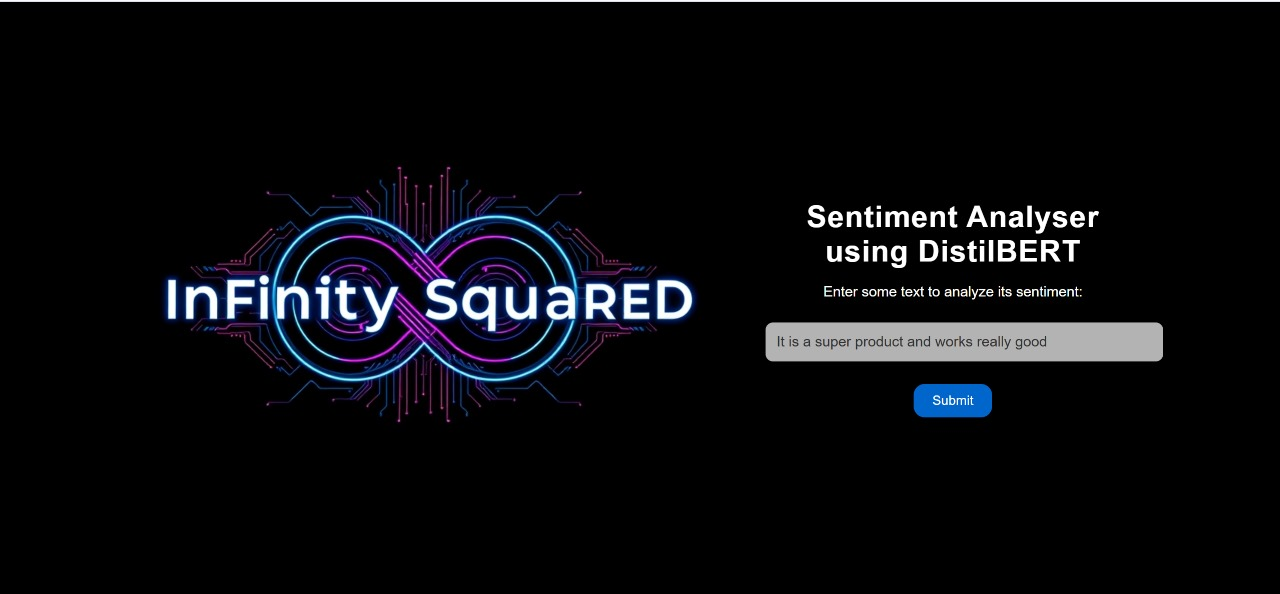 InFinity SquaRED
Sentiment Analyser
using DistilBERT
Enter some text to analyze its sentiment:
It is a super product and works really good
Submit